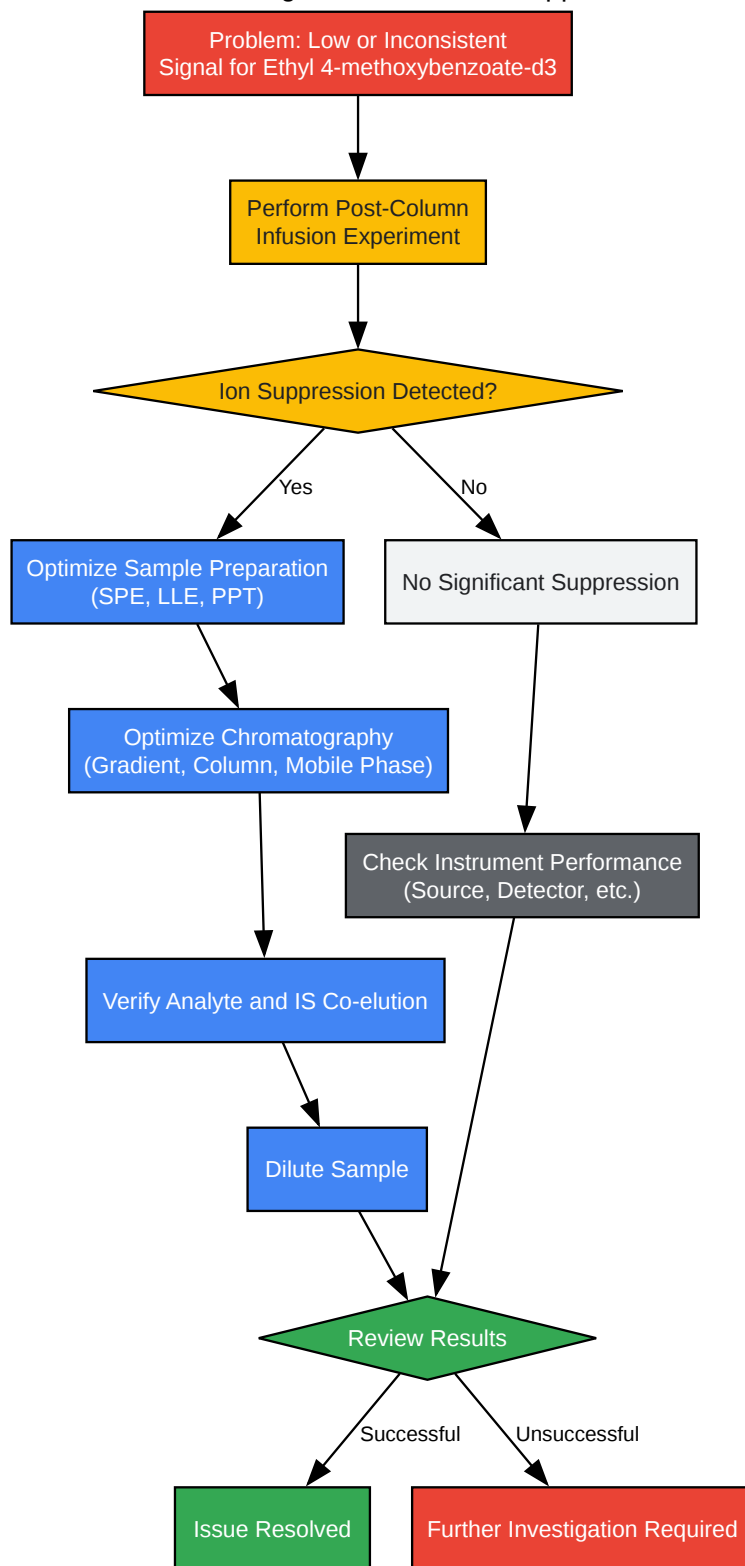 Problem: Low or Inconsistent
Signal for Ethyl 4-methoxybenzoate-d3
Perform Post-Column
Infusion Experiment
Ion Suppression Detected?
Yes
No
Optimize Sample Preparation
(SPE, LLE, PPT)
No Significant Suppression
Optimize Chromatography
(Gradient, Column, Mobile Phase)
Check Instrument Performance
(Source, Detector, etc.)
Verify Analyte and IS Co-elution
Dilute Sample
Review Results
Successful
Unsuccessful
Issue Resolved
Further Investigation Required